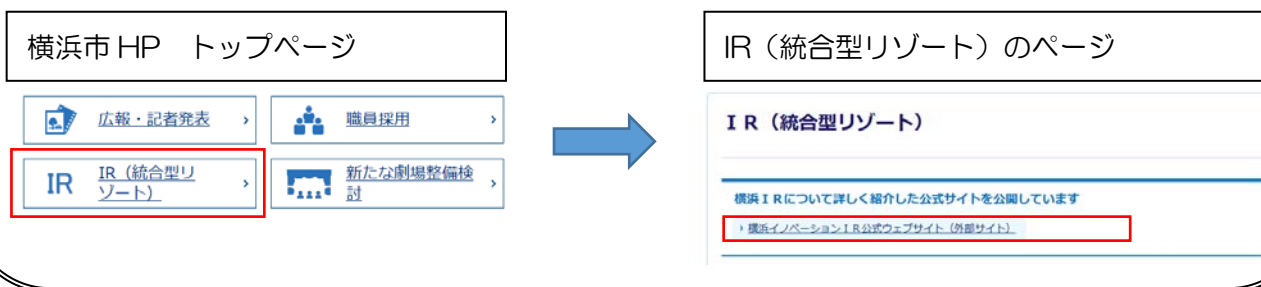 横浜市 HP　トップページ
広報・記者発表
職員採用
IR
IR（統合型リ
ゾート）
新たな劇場整備検
討
IR（統合型リゾート）のページ
ＩＲ（統合型リゾート）
横浜ＩＲについて詳しく紹介した公式サイトを公開しています
横浜イノベーションＩＲ公式ウェブサイト（外部サイト）